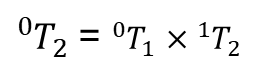 ⁰T₂ = ⁰T₁ × ¹T₂